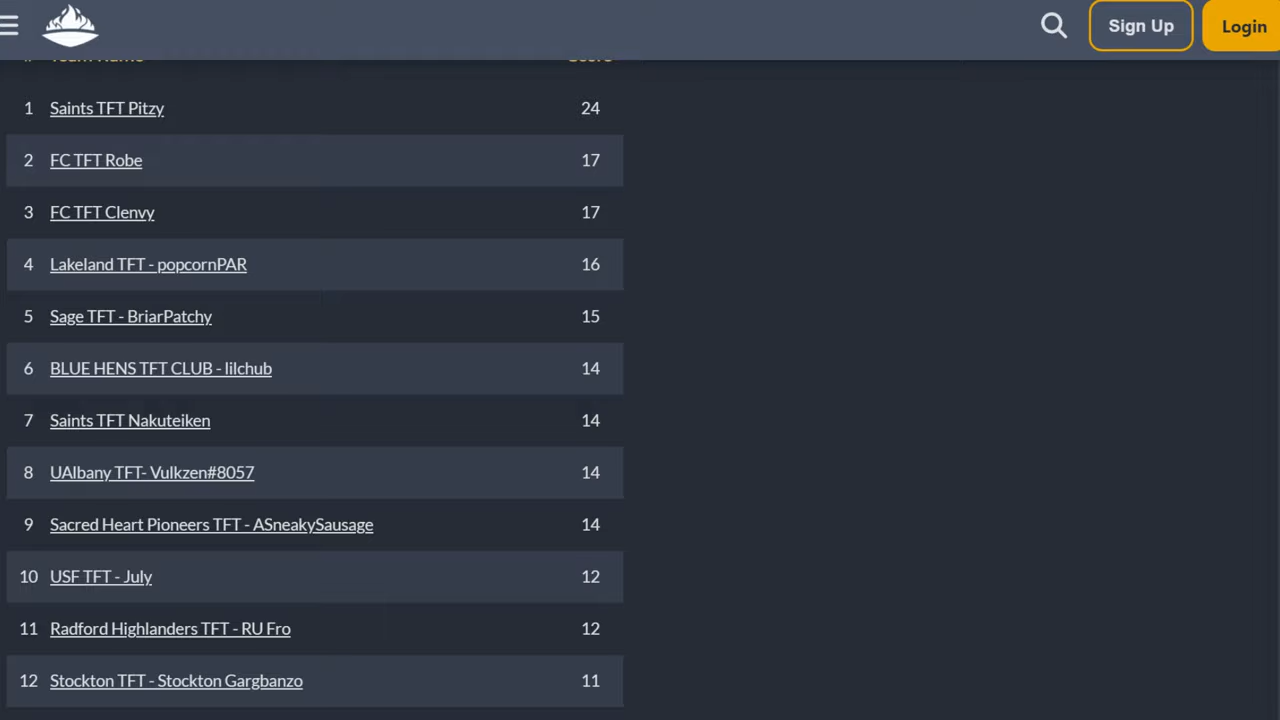 Sign Up Login
# Team Name Score
1 Saints TFT Pitzy 24
2 FC TFT Robe 17
3 FC TFT Clenvy 17
4 Lakeland TFT - popcornPAR 16
5 Sage TFT - BriarPatchy 15
6 BLUE HENS TFT CLUB - lilchub 14
7 Saints TFT Nakuteiken 14
8 UAlbany TFT- Vulkzen#8057 14
9 Sacred Heart Pioneers TFT - ASneakySausage 14
10 USF TFT - July 12
11 Radford Highlanders TFT - RU Fro 12
12 Stockton TFT - Stockton Gargbanzo 11